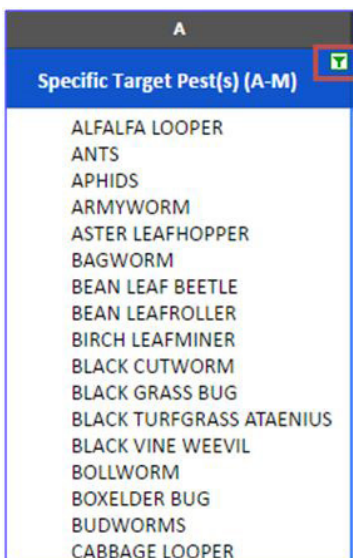 A
Specific Target Pest(s) (A-M)
ALFALFA LOOPER
ANTS
APHIDS
ARMYWORM
ASTER LEAFHOPPER
BAGWORM
BEAN LEAF BEETLE
BEAN LEAFROLLER
BIRCH LEAFMINER
BLACK CUTWORM
BLACK GRASS BUG
BLACK TURFGRASS ATAENIUS
BLACK VINE WEEVIL
BOLLWORM
BOXELDER BUG
BUDWORMS
CABBAGE LOOPER